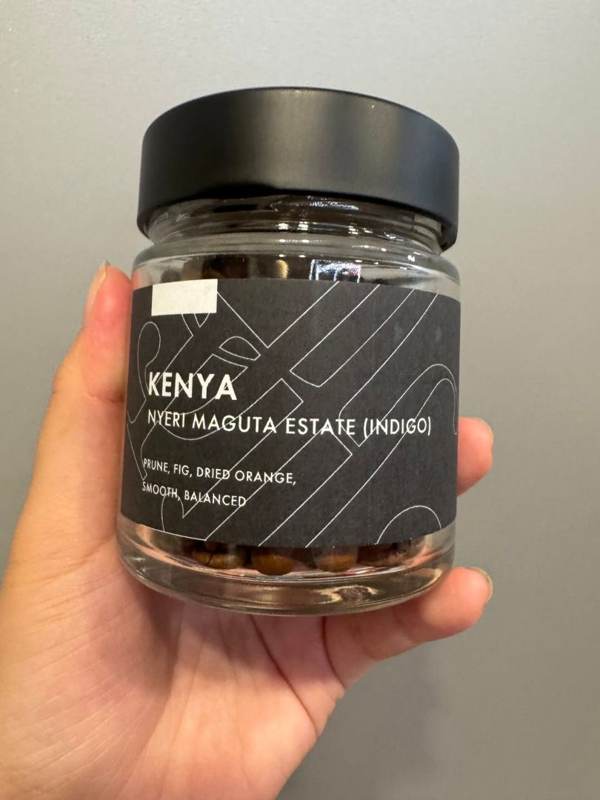 KENYA
NYERI MAGUTA ESTATE (INDIGO)
PRUNE, FIG, DRIED ORANGE,
SMOOTH, BALANCED